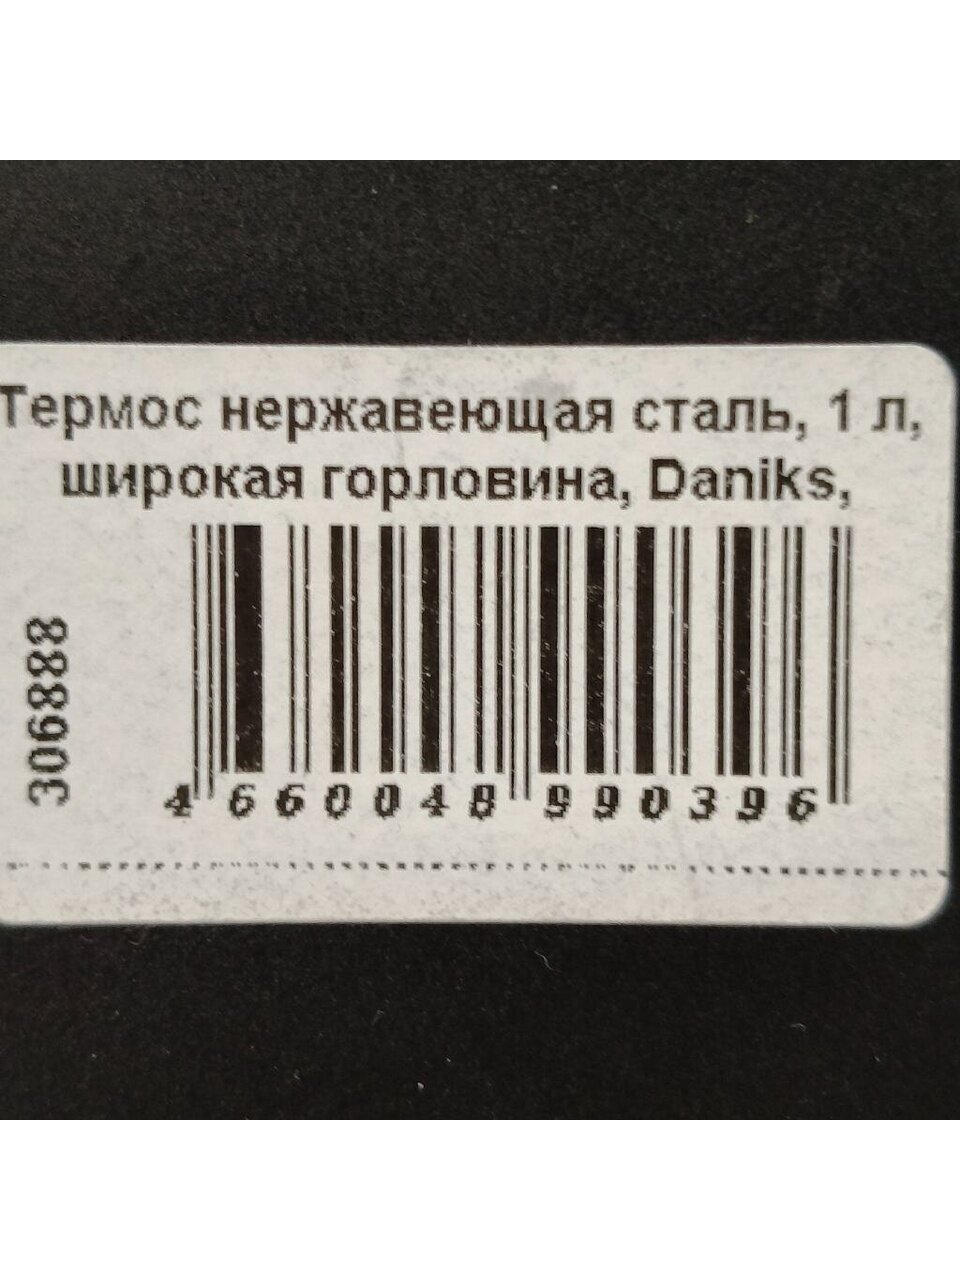 Термос нержавеющая сталь, 1 л,
широкая горловина, Daniks,
306888
4 660048 990396